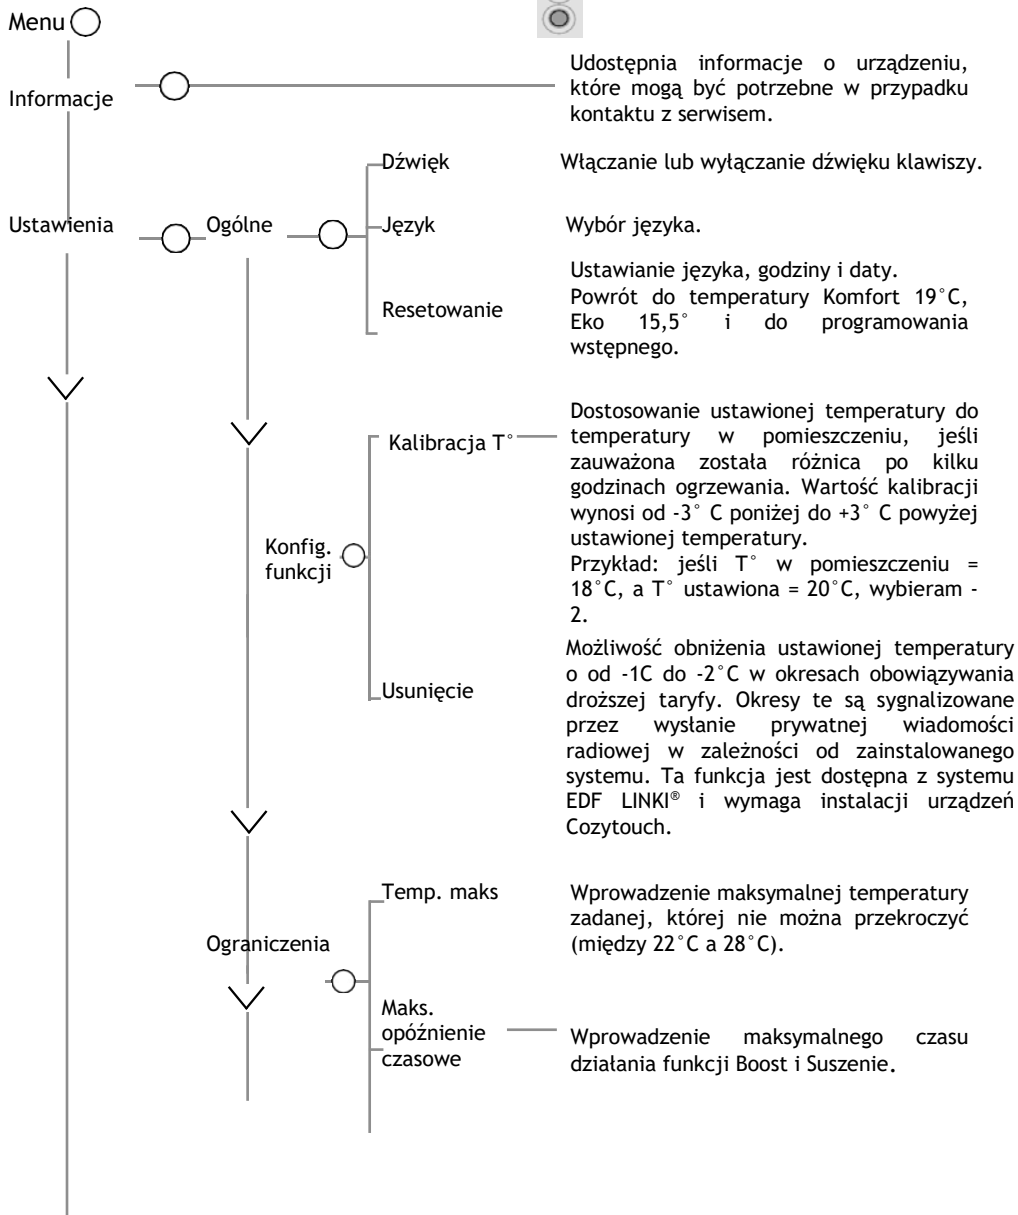 Menu
Informacje
Udostępnia informacje o urządzeniu,
które mogą być potrzebne w przypadku
kontaktu z serwisem.
Dźwięk
Włączanie lub wyłączanie dźwięku klawiszy.
Ustawienia
Ogólne
Język
Wybór języka.
Resetowanie
Ustawianie języka, godziny i daty.
Powrót do temperatury Komfort 19°C,
Eko 15,5° i do programowania
wstępnego.
Konfig.
funkcji
Kalibracja T°
Dostosowanie ustawionej temperatury do
temperatury w pomieszczeniu, jeśli
zauważona została różnica po kilku
godzinach ogrzewania. Wartość kalibracji
wynosi od -3° C poniżej do +3° C powyżej
ustawionej temperatury.
Przykład: jeśli T° w pomieszczeniu =
18°C, a T° ustawiona = 20°C, wybieram -
2.
Usunięcie
Możliwość obniżenia ustawionej temperatury
o od -1C do -2°C w okresach obowiązywania
droższej taryfy. Okresy te są sygnalizowane
przez wysłanie prywatnej wiadomości
radiowej w zależności od zainstalowanego
systemu. Ta funkcja jest dostępna z systemu
EDF LINKI® i wymaga instalacji urządzeń
Cozytouch.
Ograniczenia
Temp. maks
Wprowadzenie maksymalnej temperatury
zadanej, której nie można przekroczyć
(między 22°C a 28°C).
Maks.
opóźnienie
czasowe
Wprowadzenie maksymalnego czasu
działania funkcji Boost i Suszenie.